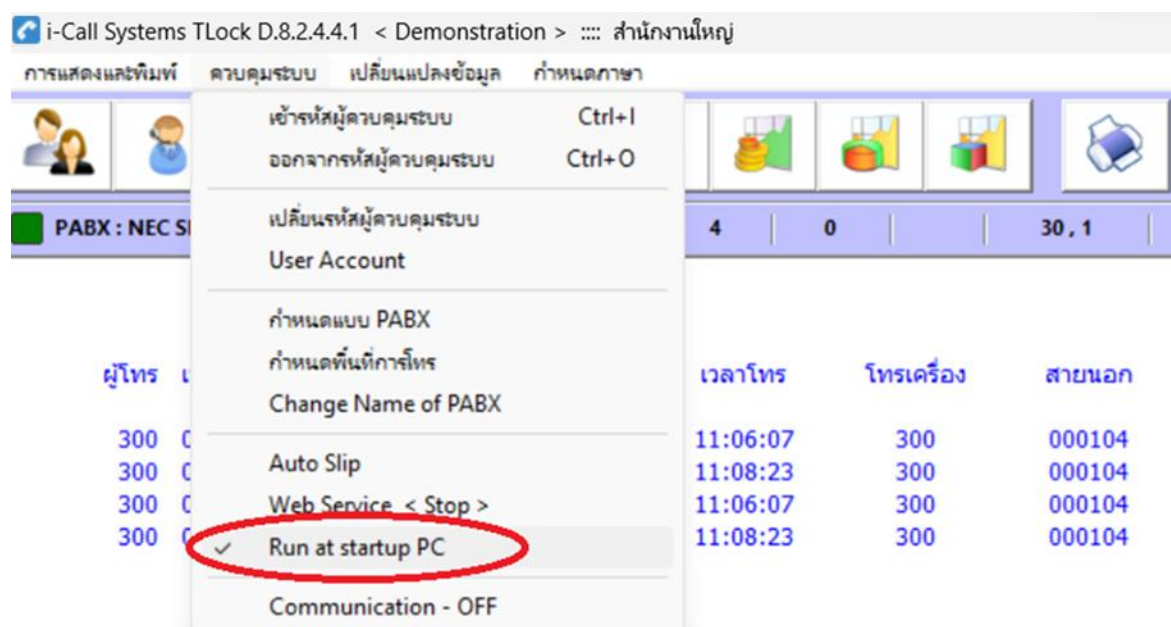 i-Call Systems TLock D.8.2.4.4.1 < Demonstration > :::: สำนักงานใหญ่
การแสดงและพิมพ์ ควบคุมระบบ เปลี่ยนแปลงข้อมูล กำหนดภาษา
เข้ารหัสผู้ควบคุมระบบ Ctrl+I
ออกจากรหัสผู้ควบคุมระบบ Ctrl+O
เปลี่ยนรหัสผู้ควบคุมระบบ
User Account
กำหนดแบบ PABX
กำหนดพื้นที่การโทร
Change Name of PABX
Auto Slip
Web Service < Stop >
Run at startup PC
Communication - OFF
PABX : NEC 4 0 30 , 1
ผู้โทร เวลาโทร โทรเครื่อง สายนอก
300 11:06:07 300 000104
300 11:08:23 300 000104
300 11:06:07 300 000104
300 11:08:23 300 000104